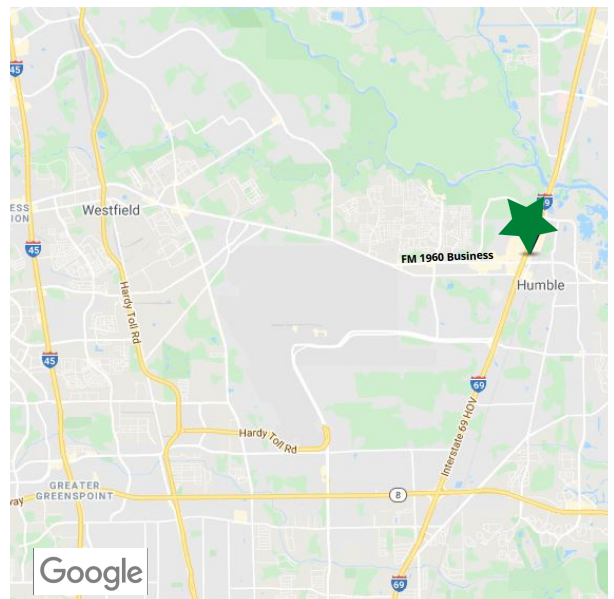 45
69
ESS
ION
Westfield
FM 1960 Business
45
Humble
Hardy Toll Rd
45
69
Interstate 69 HOV
Hardy Toll Rd
GREATER
GREENSPOINT
8
way
Google
69